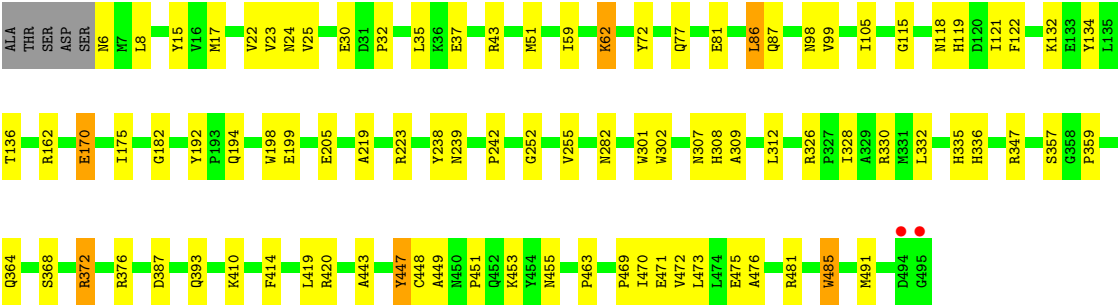 ALA THR SER ASP SER N6 M7 L8 Y15 V16 M17 V22 V23 N24 V25 E30 D31 P32 L35 K36 E37 R43 M51 I59 K62 Y72 Q77 E81 L86 Q87 N98 V99 I105 G115 N118 H119 D120 I121 F122 K132 E133 Y134 L135
T136 R162 E170 I175 G182 Y192 P193 Q194 W198 E199 E205 A219 R223 Y238 N239 P242 G252 V255 N282 W301 W302 N307 H308 A309 L312 R326 P327 I328 A329 R330 M331 L332 H335 H336 R347 S357 G358 P359
Q364 S368 R372 R376 D387 Q393 K410 F414 L419 R420 A443 Y447 C448 A449 N450 P451 Q452 K453 Y454 N455 P463 P469 I470 E471 V472 L473 L474 E475 A476 R481 W485 M491 D494 G495